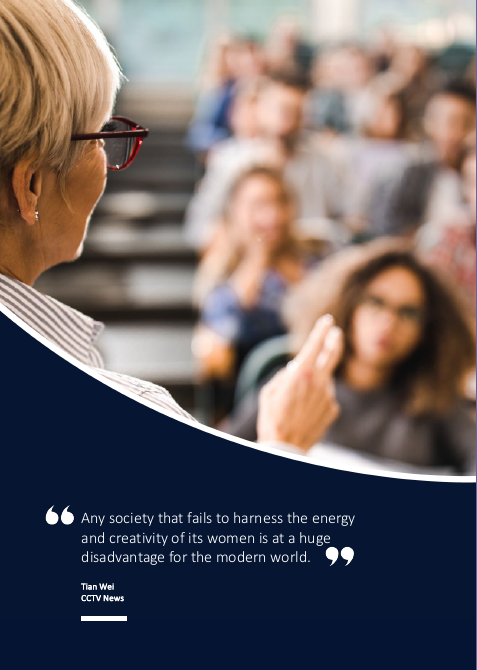 Any society that fails to harness the energy
and creativity of its women is at a huge
disadvantage for the modern world.
Tian Wei
CCTV News